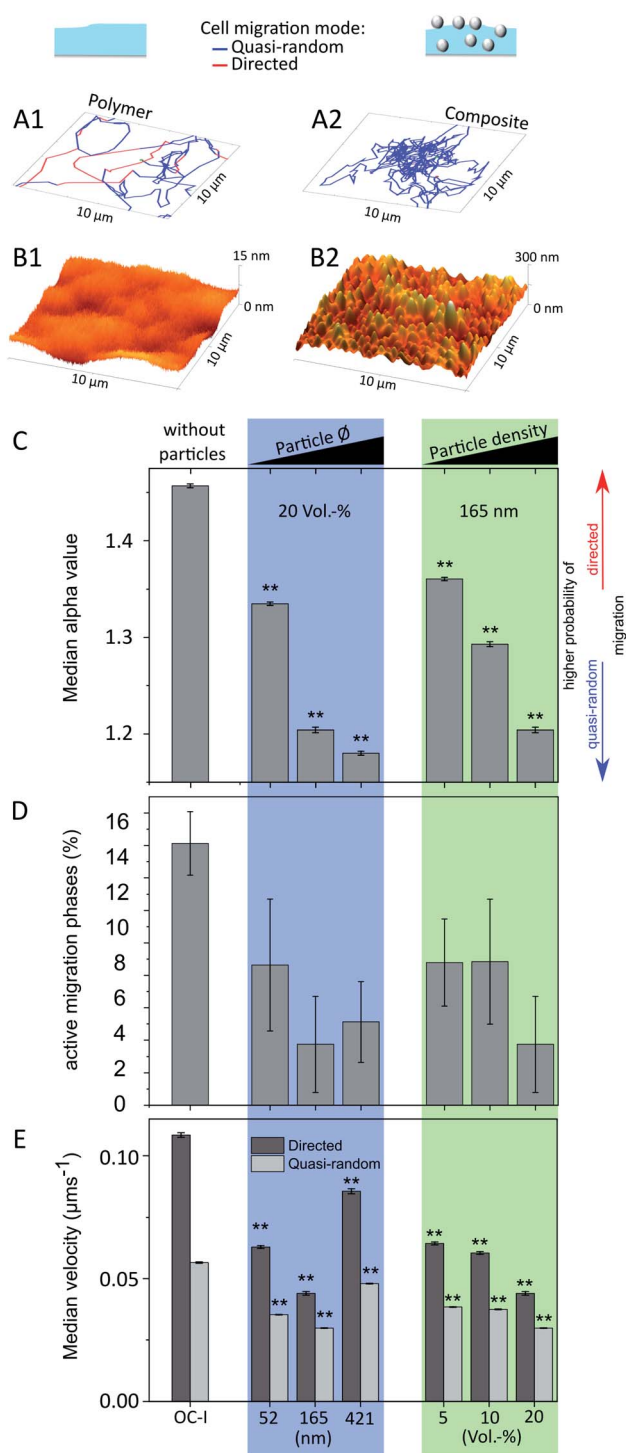 Cell migration mode:
Quasi-random
Directed
A1
Polymer
10 µm
10 µm
A2
Composite
10 µm
10 µm
B1
15 nm
0 nm
10 µm
10 µm
B2
300 nm
0 nm
10 µm
10 µm
C
without
particles
Particle Ø
Particle density
20 Vol.-%
165 nm
Median alpha value
1.4
1.3
1.2
**
**
**
**
**
**
higher probability of
directed
quasi-random
migration
D
active migration phases (%)
16
14
12
10
8
6
4
2
0
E
Median velocity (µms-1)
0.10
0.05
0.00
Directed
Quasi-random
**
**
**
**
**
**
**
**
**
**
**
**
OC-I
52
165
421
(nm)
5
10
20
(Vol.-%)